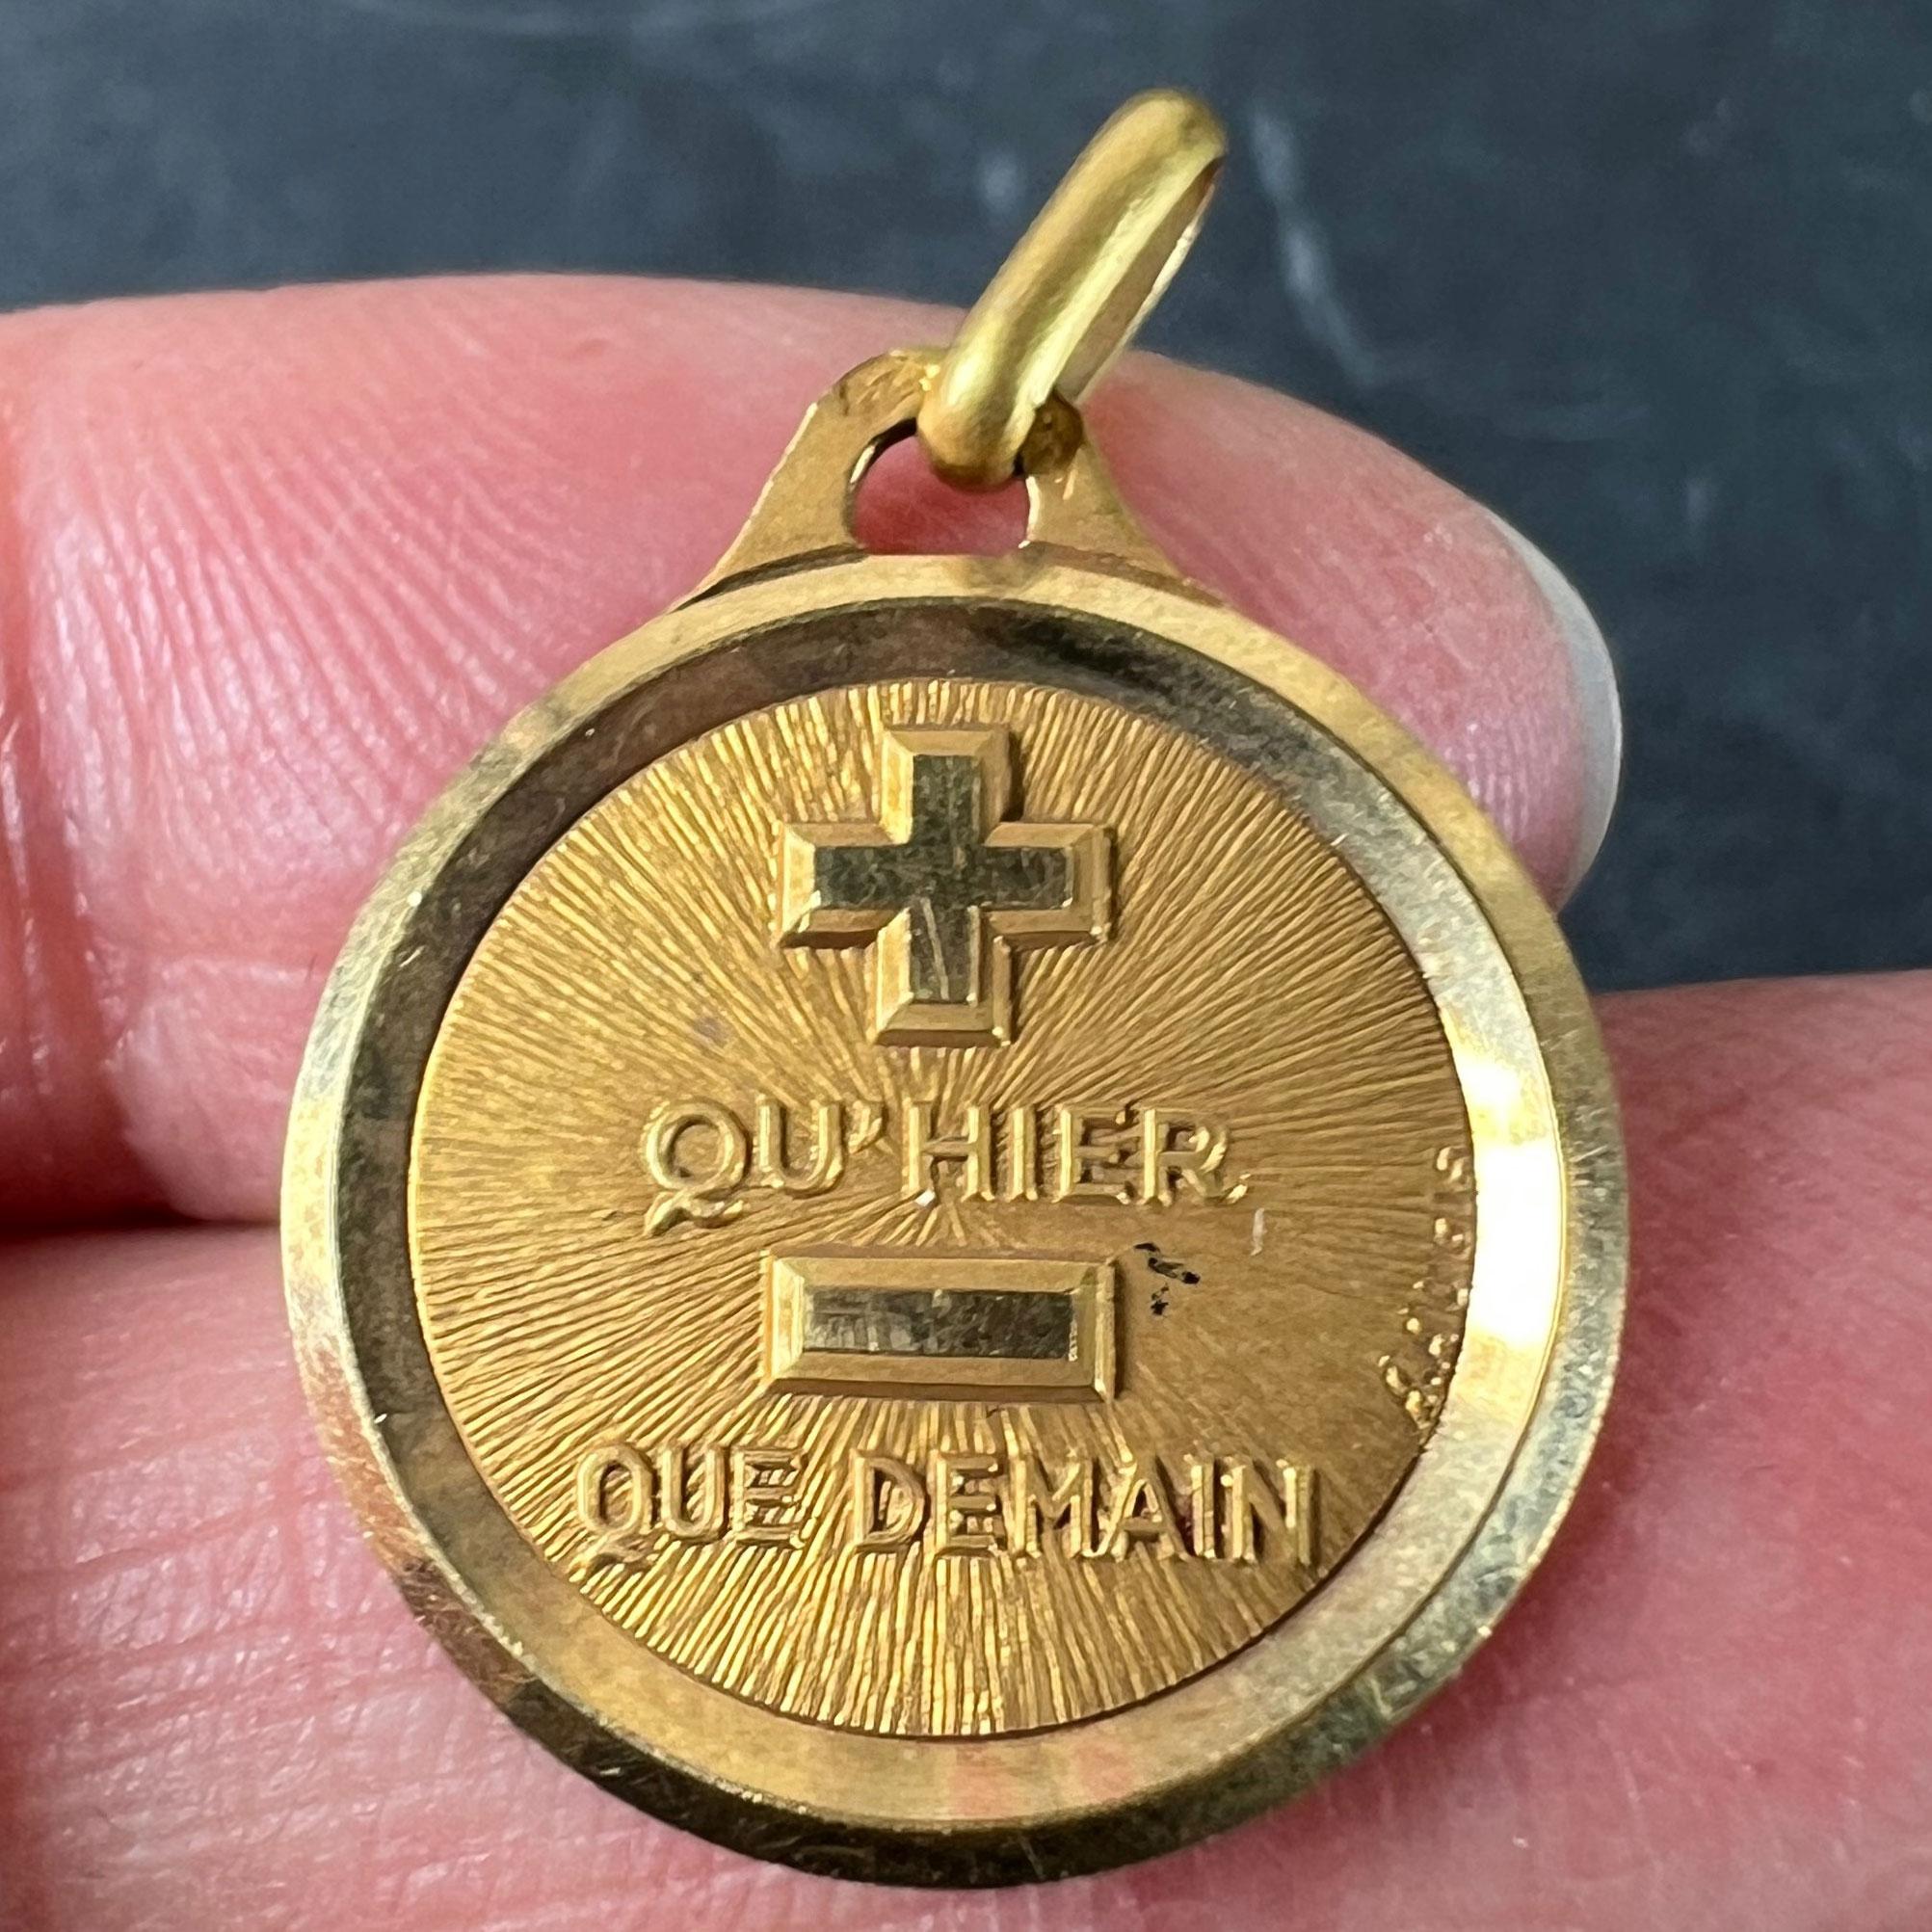 +
QU'HIER
−
QUE DEMAIN